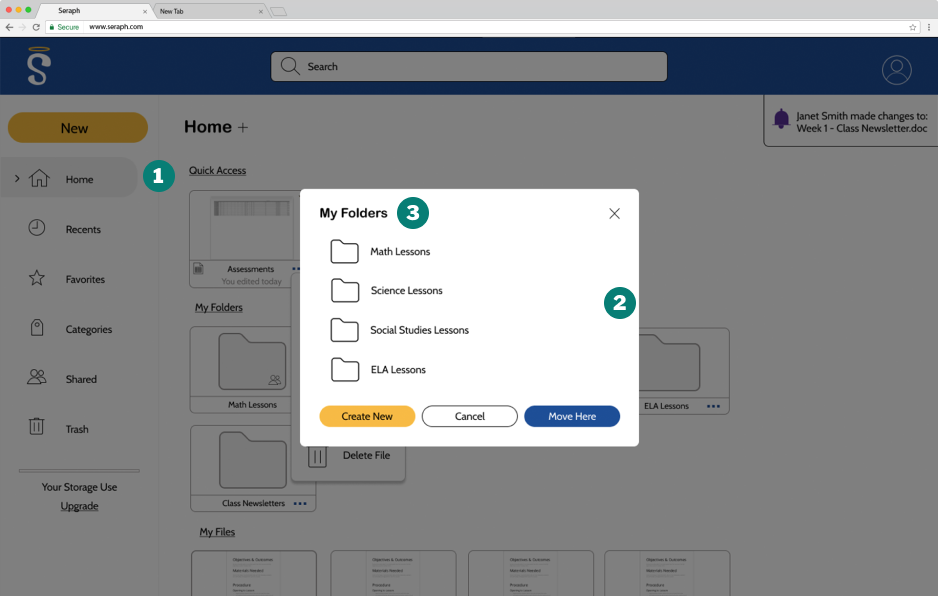 Seraph
New Tab
Secure www.seraph.com
S
Search
New
Home +
Janet Smith made changes to:
Week 1 - Class Newsletter.doc
Home
1
Quick Access
Recents
My Folders
3
Math Lessons
Science Lessons
Assessments
You edited today
Favorites
2
My Folders
Social Studies Lessons
Categories
ELA Lessons
Shared
Math Lessons
ELA Lessons
Create New
Cancel
Move Here
Trash
Delete File
Your Storage Use
Upgrade
Class Newsletters
My Files
Objectives & Outcomes
Objectives & Outcomes
Objectives & Outcomes
Objectives & Outcomes
Materials Needed
Materials Needed
Materials Needed
Materials Needed
Procedure
Procedure
Procedure
Procedure